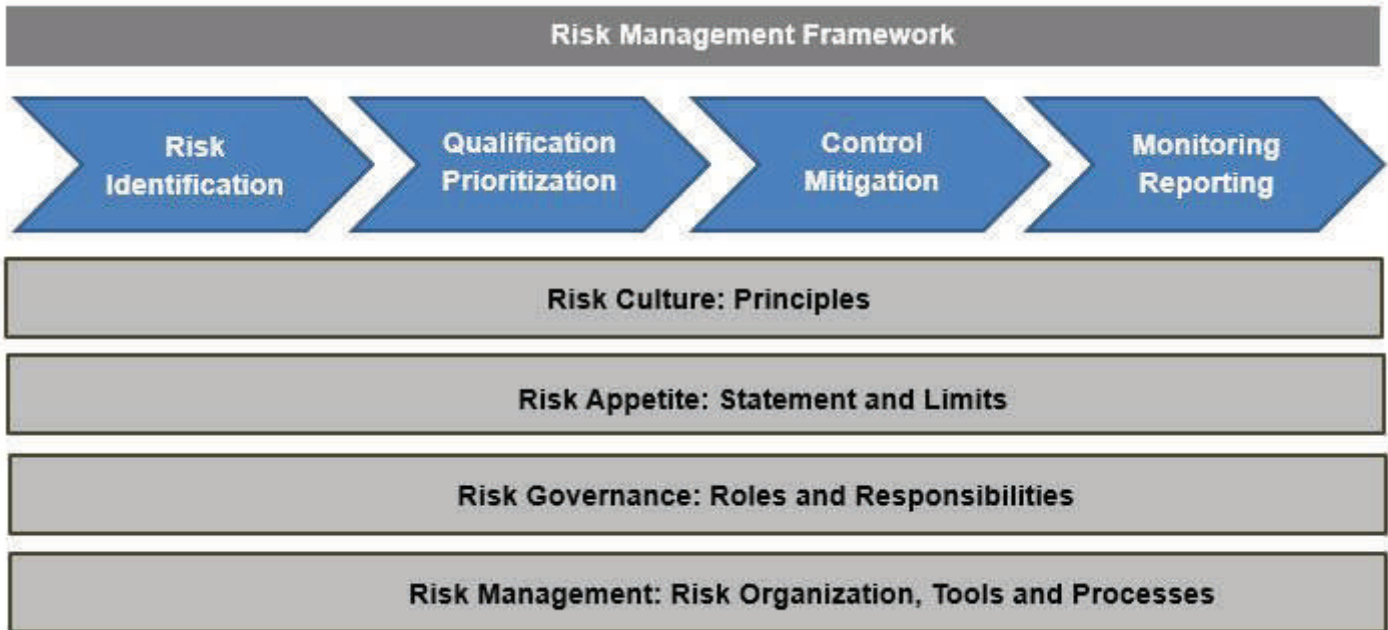 Risk Management Framework
Risk
Identification
Qualification
Prioritization
Control
Mitigation
Monitoring
Reporting
Risk Culture: Principles
Risk Appetite: Statement and Limits
Risk Governance: Roles and Responsibilities
Risk Management: Risk Organization, Tools and Processes